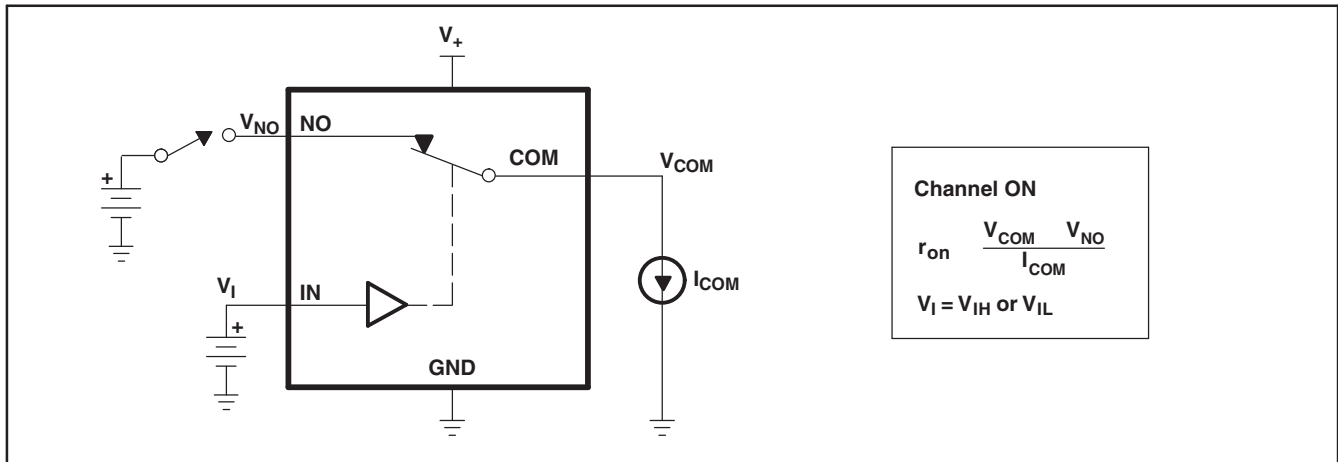 V+
VNO NO
COM
VCOM
+
ICOM
VI IN
+
GND
Channel ON
ron VCOM VNO
ICOM
VI = VIH or VIL